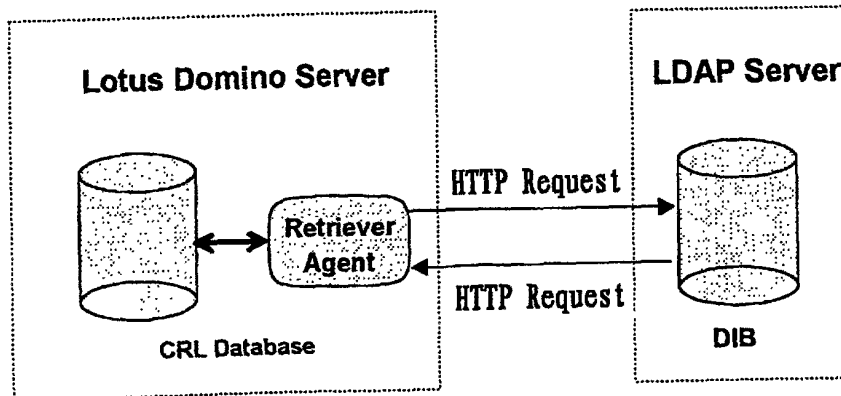 Lotus Domino Server
LDAP Server
HTTP Request
Retriever
Agent
HTTP Request
CRL Database
DIB